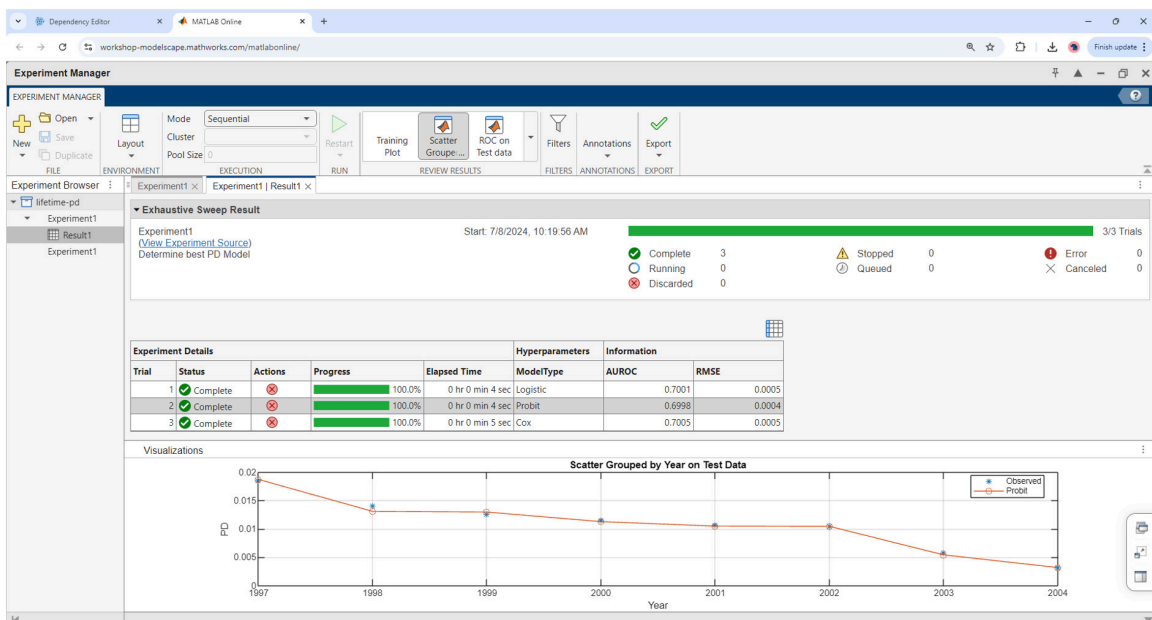 Dependency Editor
MATLAB Online
workshop-modelscape.mathworks.com/matlabonline/
Finish update
Experiment Manager
EXPERIMENT MANAGER
New
Open
Save
Duplicate
FILE
Layout
ENVIRONMENT
Mode Sequential
Cluster
Pool Size 0
EXECUTION
Restart
RUN
Training Plot
Scatter Groupe...
ROC on Test data
REVIEW RESULTS
Filters
FILTERS
Annotations
ANNOTATIONS
Export
EXPORT
Experiment Browser
lifetime-pd
Experiment1
Result1
Experiment1
Experiment1
Experiment1 | Result1
Exhaustive Sweep Result
Experiment1
(View Experiment Source)
Determine best PD Model
Start: 7/8/2024, 10:19:56 AM
3/3 Trials
Complete 3 Stopped 0 Error 0
Running 0 Queued 0 Canceled 0
Discarded 0
Experiment Details Hyperparameters Information
Trial Status Actions Progress Elapsed Time ModelType AUROC RMSE
1 Complete 100.0% 0 hr 0 min 4 sec Logistic 0.7001 0.0005
2 Complete 100.0% 0 hr 0 min 4 sec Probit 0.6998 0.0004
3 Complete 100.0% 0 hr 0 min 5 sec Cox 0.7005 0.0005
Visualizations
Scatter Grouped by Year on Test Data
Observed
Probit
0.02
0.015
0.01
0.005
0
PD
1997 1998 1999 2000 2001 2002 2003 2004
Year